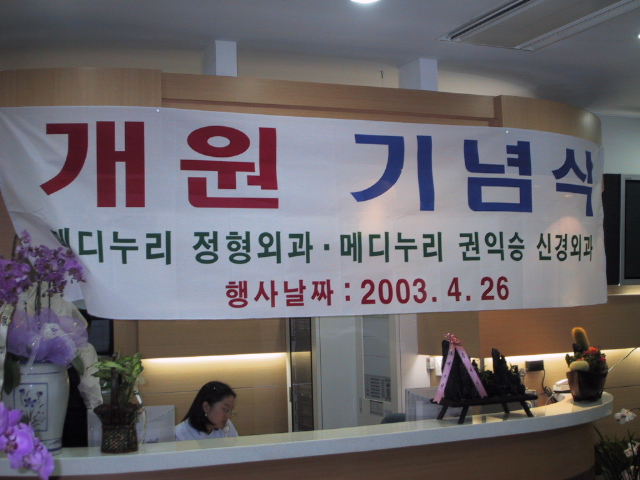 개원 기념식
메디누리 정형외과·메디누리 권익승 신경외과
행사날짜 : 2003. 4. 26